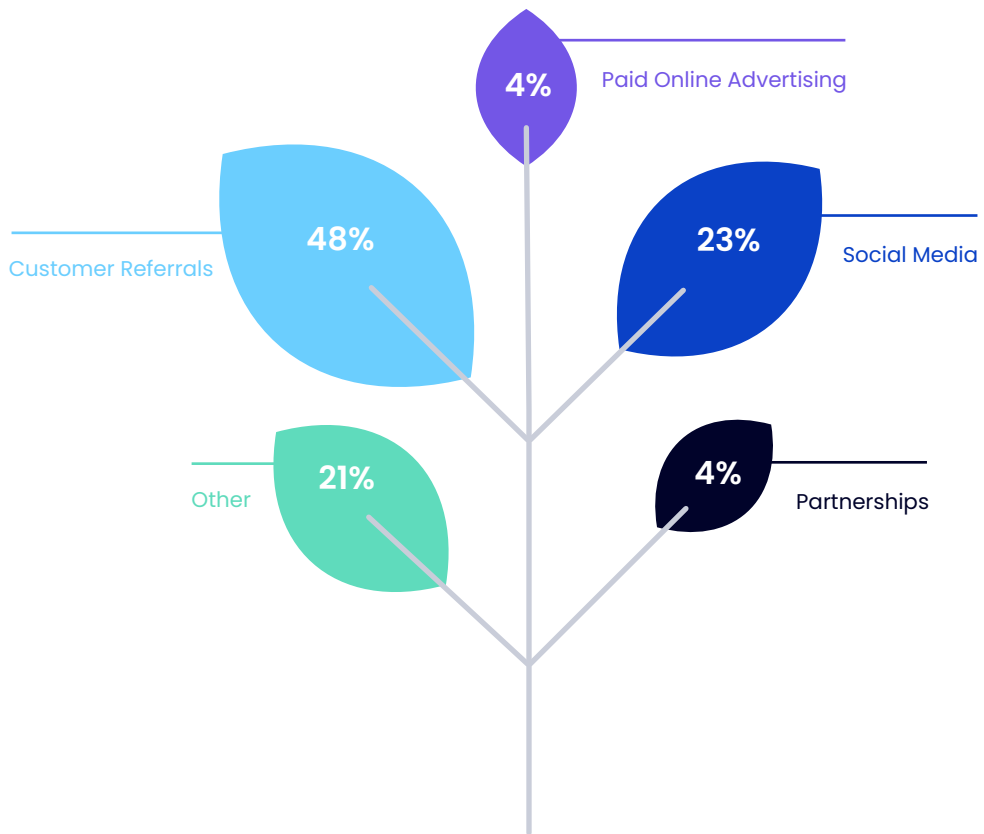 4%
Paid Online Advertising
48%
Customer Referrals
23%
Social Media
21%
Other
4%
Partnerships